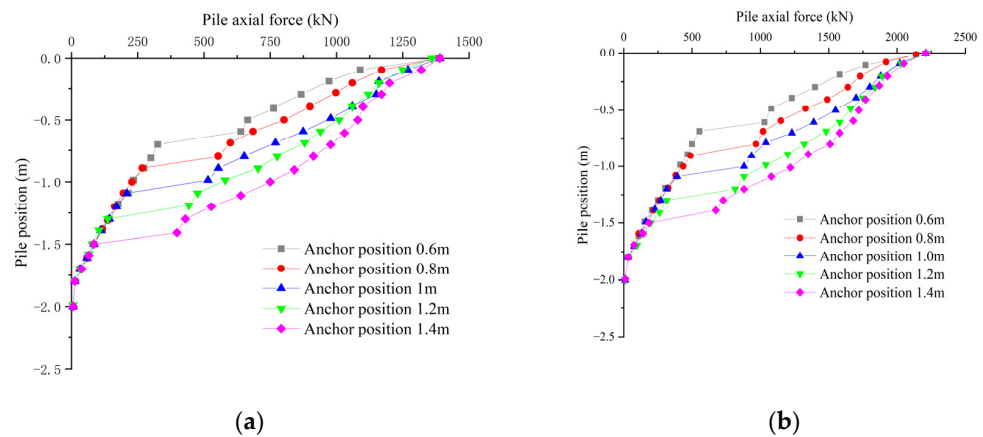 Pile axial force (kN)
0 250 500 750 1000 1250 1500
0.0
−0.5
−1.0
−1.5
−2.0
−2.5
Pile position (m)
Anchor position 0.6m
Anchor position 0.8m
Anchor position 1m
Anchor position 1.2m
Anchor position 1.4m
(a)
Pile axial force (kN)
0 500 1000 1500 2000 2500
0.0
−0.5
−1.0
−1.5
−2.0
−2.5
Pile position (m)
Anchor position 0.6m
Anchor position 0.8m
Anchor position 1.0m
Anchor position 1.2m
Anchor position 1.4m
(b)